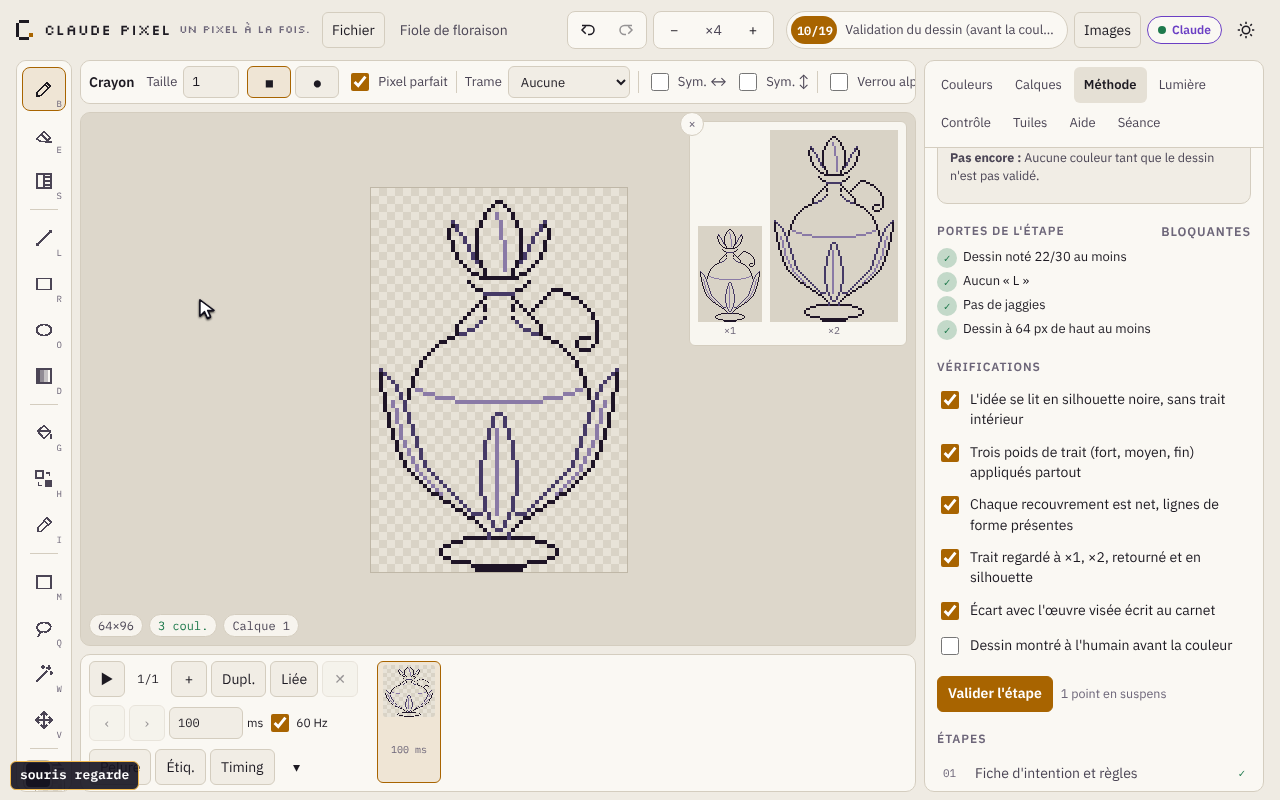 CLAUDE PIXEL UN PIXEL À LA FOIS. Fichier Fiole de floraison − ×4 + 10/19 Validation du dessin (avant la coul… Images Claude
Crayon Taille 1 Pixel parfait Trame Aucune Sym. ↔ Sym. ↕ Verrou alp
Couleurs Calques Méthode Lumière
Contrôle Tuiles Aide Séance
B
E
S
L
R
O
D
G
H
I
M
Q
W
V
×
×1 ×2
64×96 3 coul. Calque 1
Pas encore : Aucune couleur tant que le dessin
n'est pas validé.
PORTES DE L'ÉTAPE BLOQUANTES
✓ Dessin noté 22/30 au moins
✓ Aucun « L »
✓ Pas de jaggies
✓ Dessin à 64 px de haut au moins
VÉRIFICATIONS
L'idée se lit en silhouette noire, sans trait
intérieur
Trois poids de trait (fort, moyen, fin)
appliqués partout
Chaque recouvrement est net, lignes de
forme présentes
Trait regardé à ×1, ×2, retourné et en
silhouette
Écart avec l'œuvre visée écrit au carnet
Dessin montré à l'humain avant la couleur
Valider l'étape 1 point en suspens
ÉTAPES
01 Fiche d'intention et règles ✓
1/1 + Dupl. Liée ×
‹ › 100 ms 60 Hz
Étiq. Timing ▼
100 ms
souris regarde